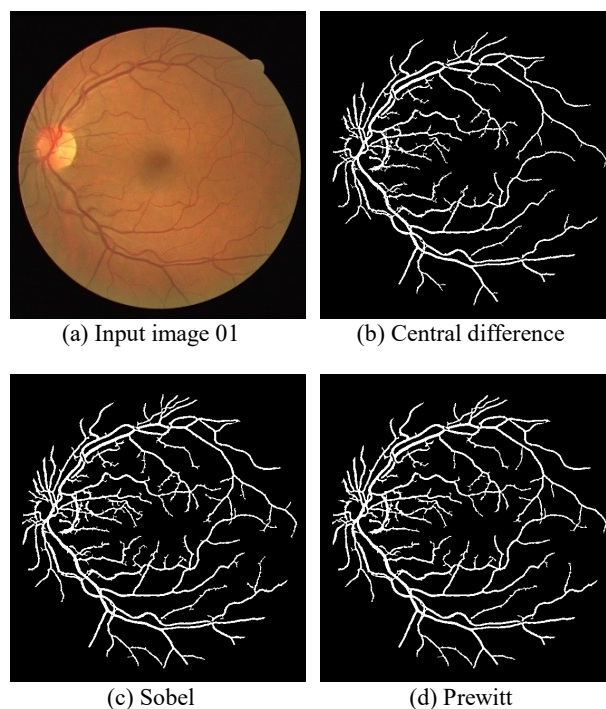 (a) Input image 01
(b) Central difference
(c) Sobel
(d) Prewitt